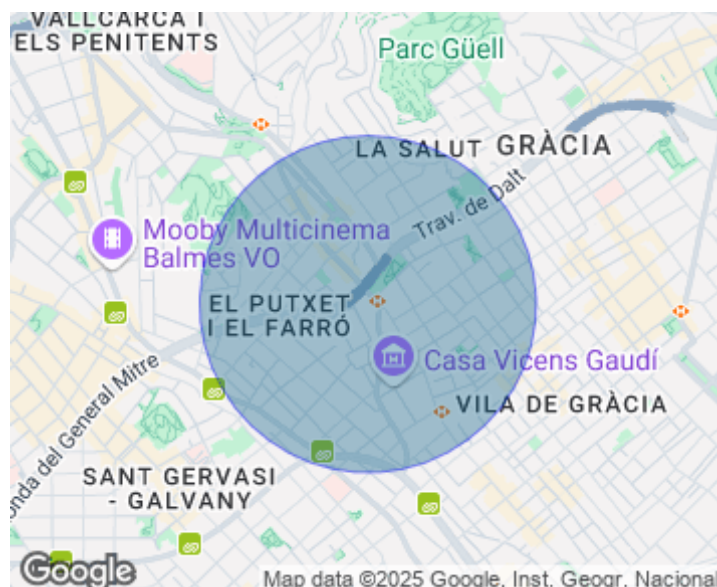 VALLCARCA I
ELS PENITENTS
Parc Güell
LA SALUT
GRÀCIA
Trav. de Dalt
Mooby Multicinema
Balmes VO
EL PUTXET
I EL FARRÓ
Casa Vicens Gaudí
VILA DE GRÀCIA
onda del General Mitre
SANT GERVASI
- GALVANY
Google
Map data ©2025 Google, Inst. Geogr. Nacional